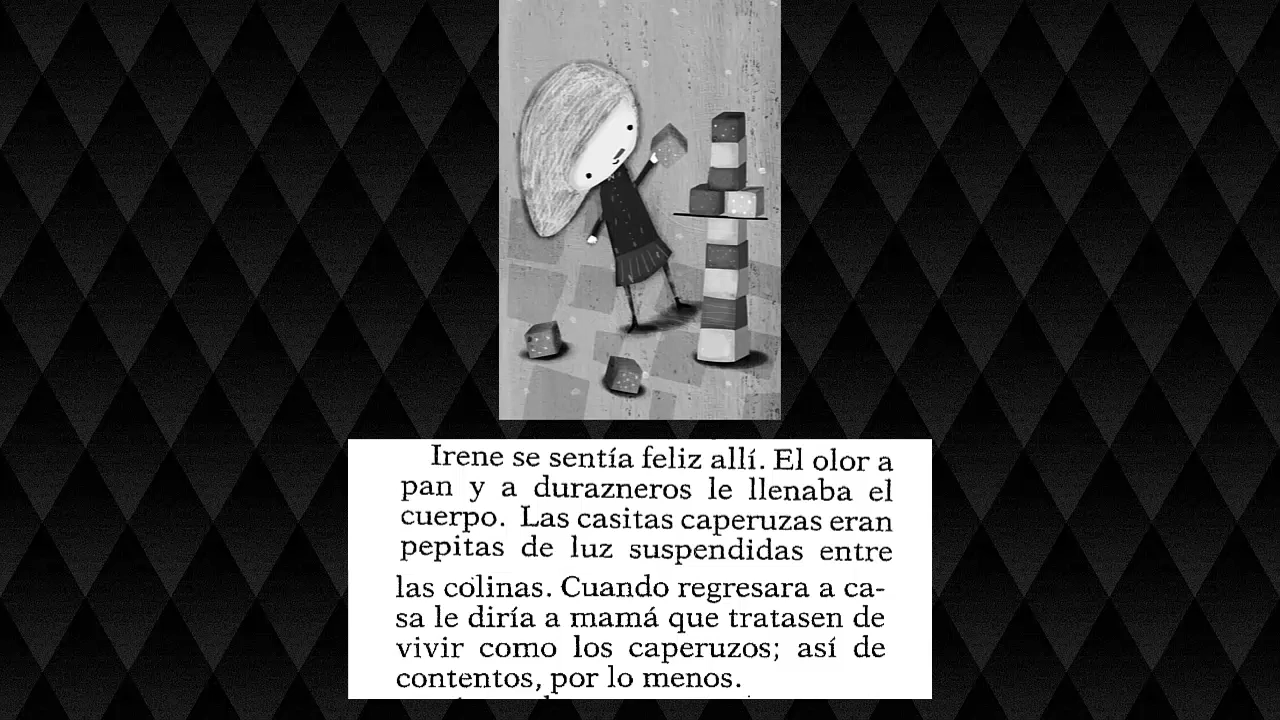 Irene se sentía feliz allí. El olor a
pan y a durazneros le llenaba el
cuerpo. Las casitas caperuzas eran
pepitas de luz suspendidas entre
las colinas. Cuando regresara a ca-
sa le diría a mamá que tratasen de
vivir como los caperuzos; así de
contentos, por lo menos.